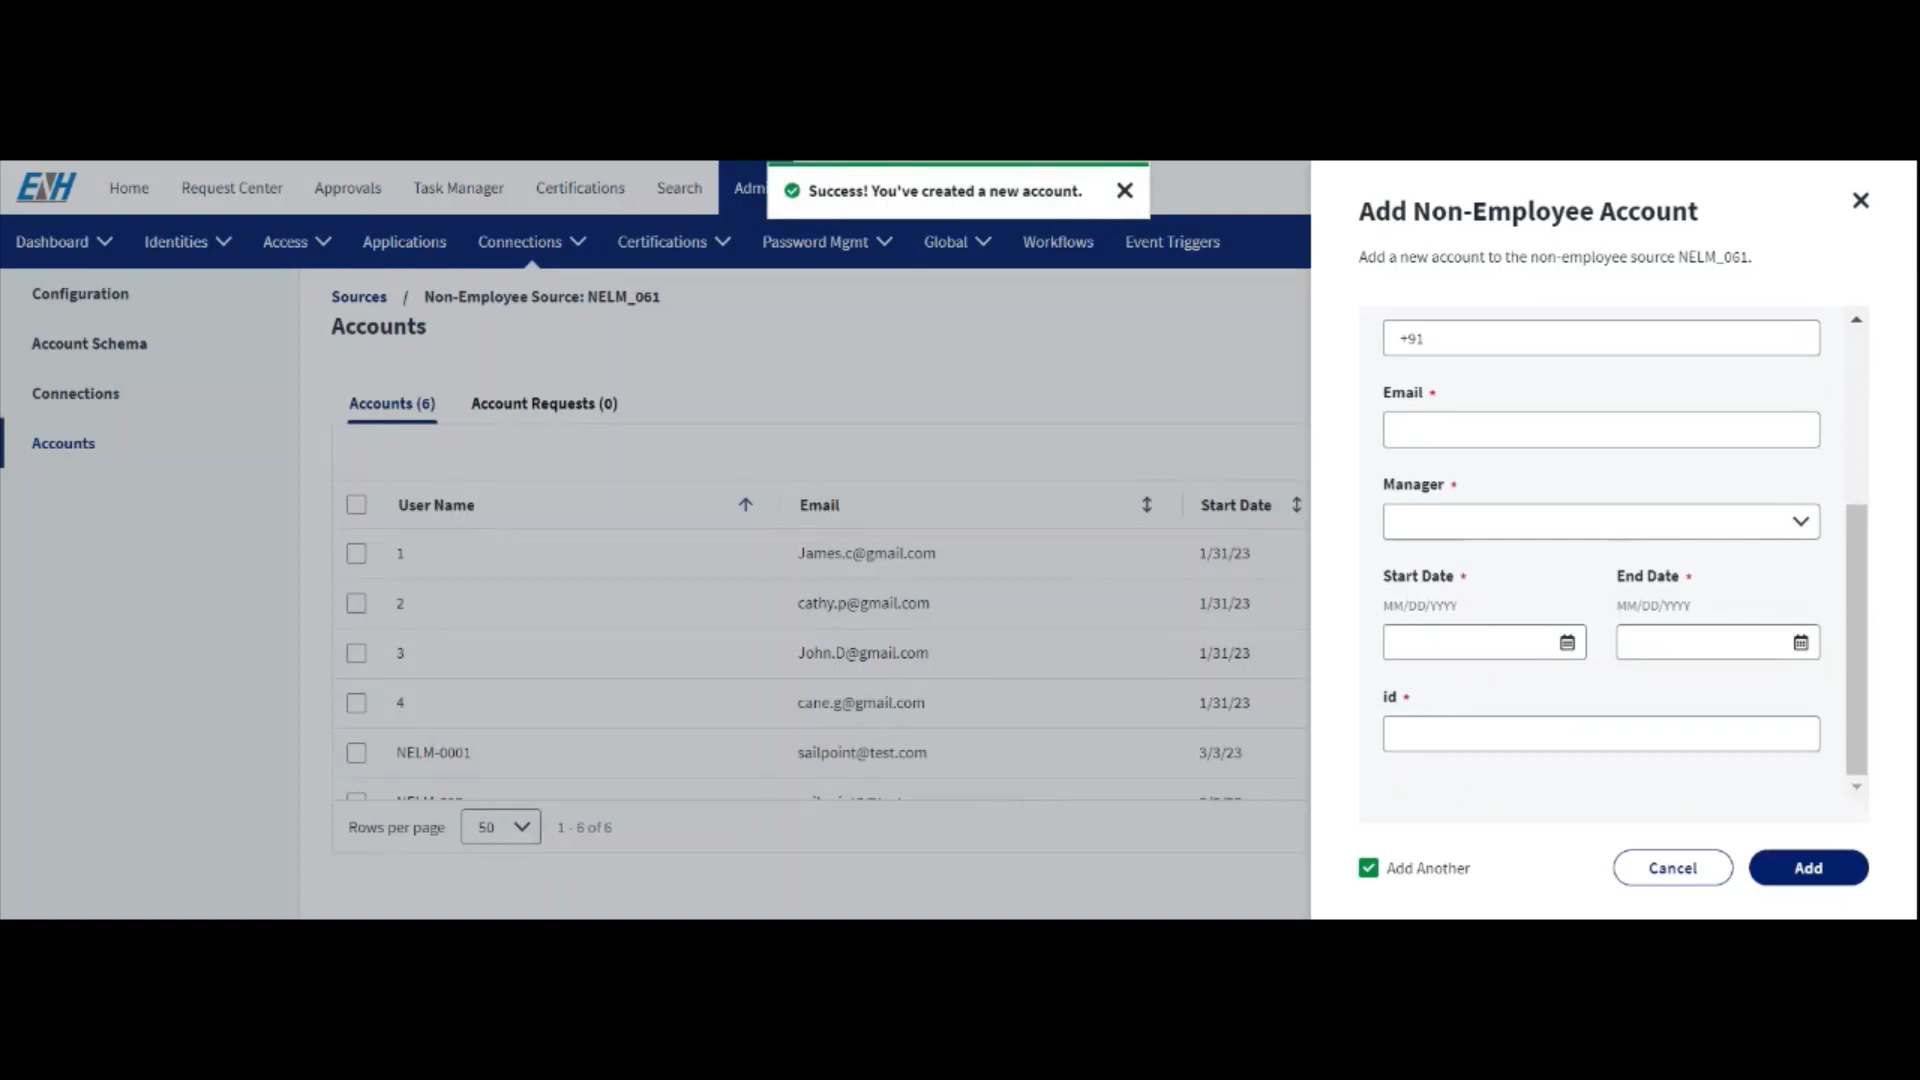 ENH
Home
Request Center
Approvals
Task Manager
Certifications
Search
Success! You've created a new account.
Dashboard
Identities
Access
Applications
Connections
Certifications
Password Mgmt
Global
Workflows
Event Triggers
Configuration
Account Schema
Connections
Accounts
Sources / Non-Employee Source: NELM_061
Accounts
Accounts (6)
Account Requests (0)
User Name Email Start Date
1 James.c@gmail.com 1/31/23
2 cathy.p@gmail.com 1/31/23
3 John.D@gmail.com 1/31/23
4 cane.g@gmail.com 1/31/23
NELM-0001 sailpoint@test.com 3/3/23
Rows per page 50 1 - 6 of 6
Add Non-Employee Account
Add a new account to the non-employee source NELM_061.
+91
Email *
Manager *
Start Date * End Date *
MM/DD/YYYY MM/DD/YYYY
id *
Add Another
Cancel
Add